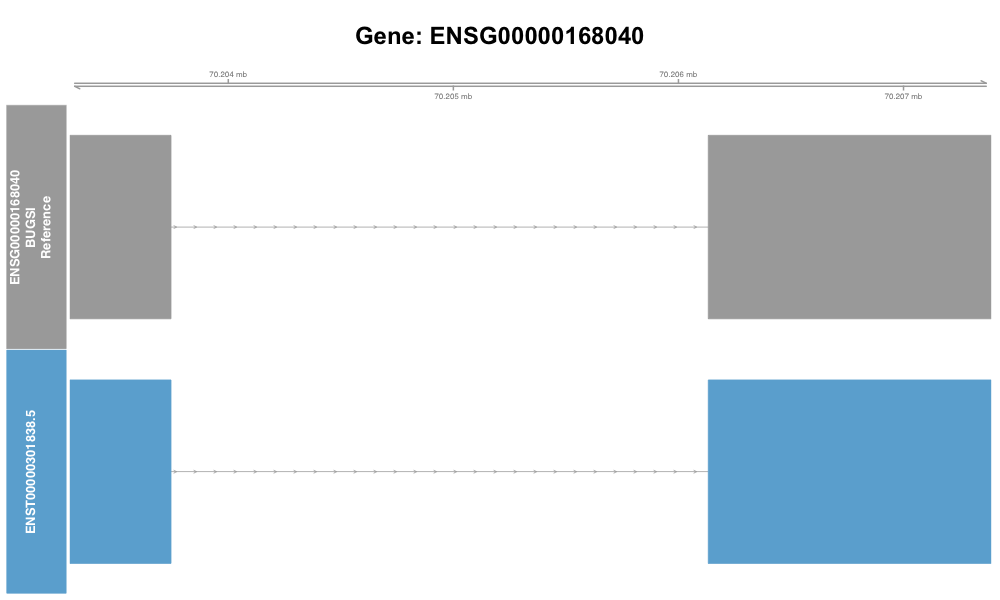 Gene: ENSG00000168040
70.204 mb
70.206 mb
70.205 mb
70.207 mb
ENSG00000168040
BUGSI
Reference
ENST00000301838.5